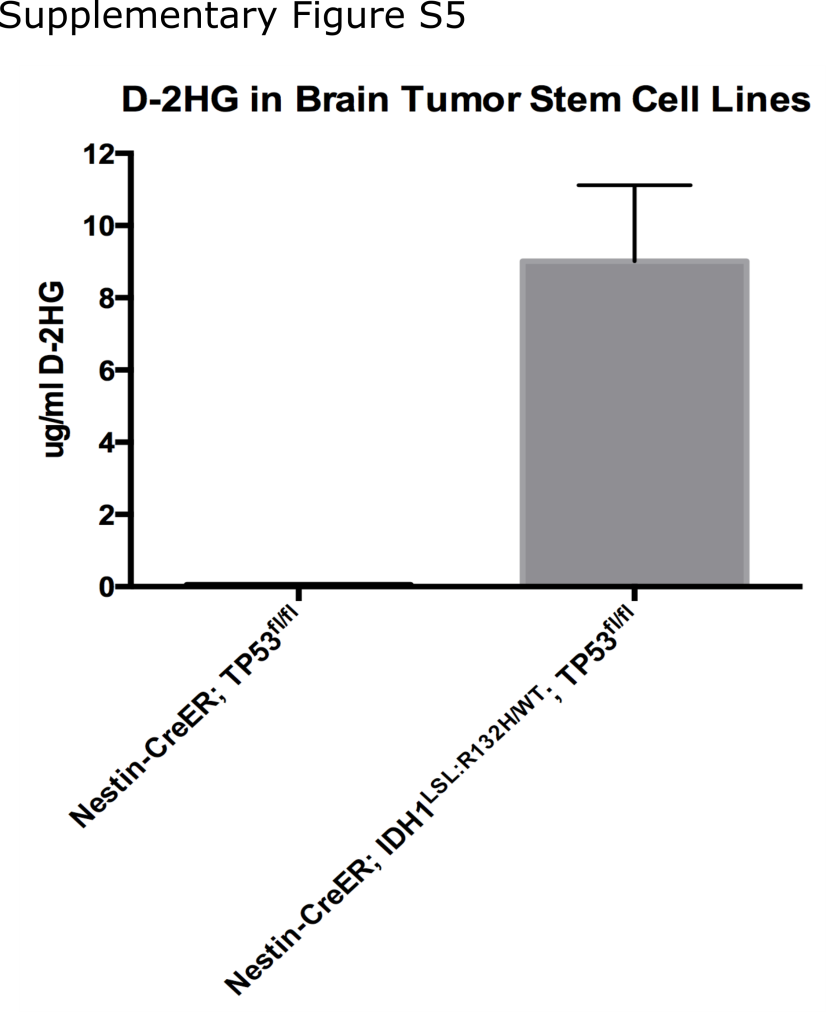 Supplementary Figure S5
D-2HG in Brain Tumor Stem Cell Lines
12
10
8
6
4
2
0
ug/ml D-2HG
Nestin-CreER; TP53fl/fl
Nestin-CreER; IDH1LSL:R132H/WT; TP53fl/fl